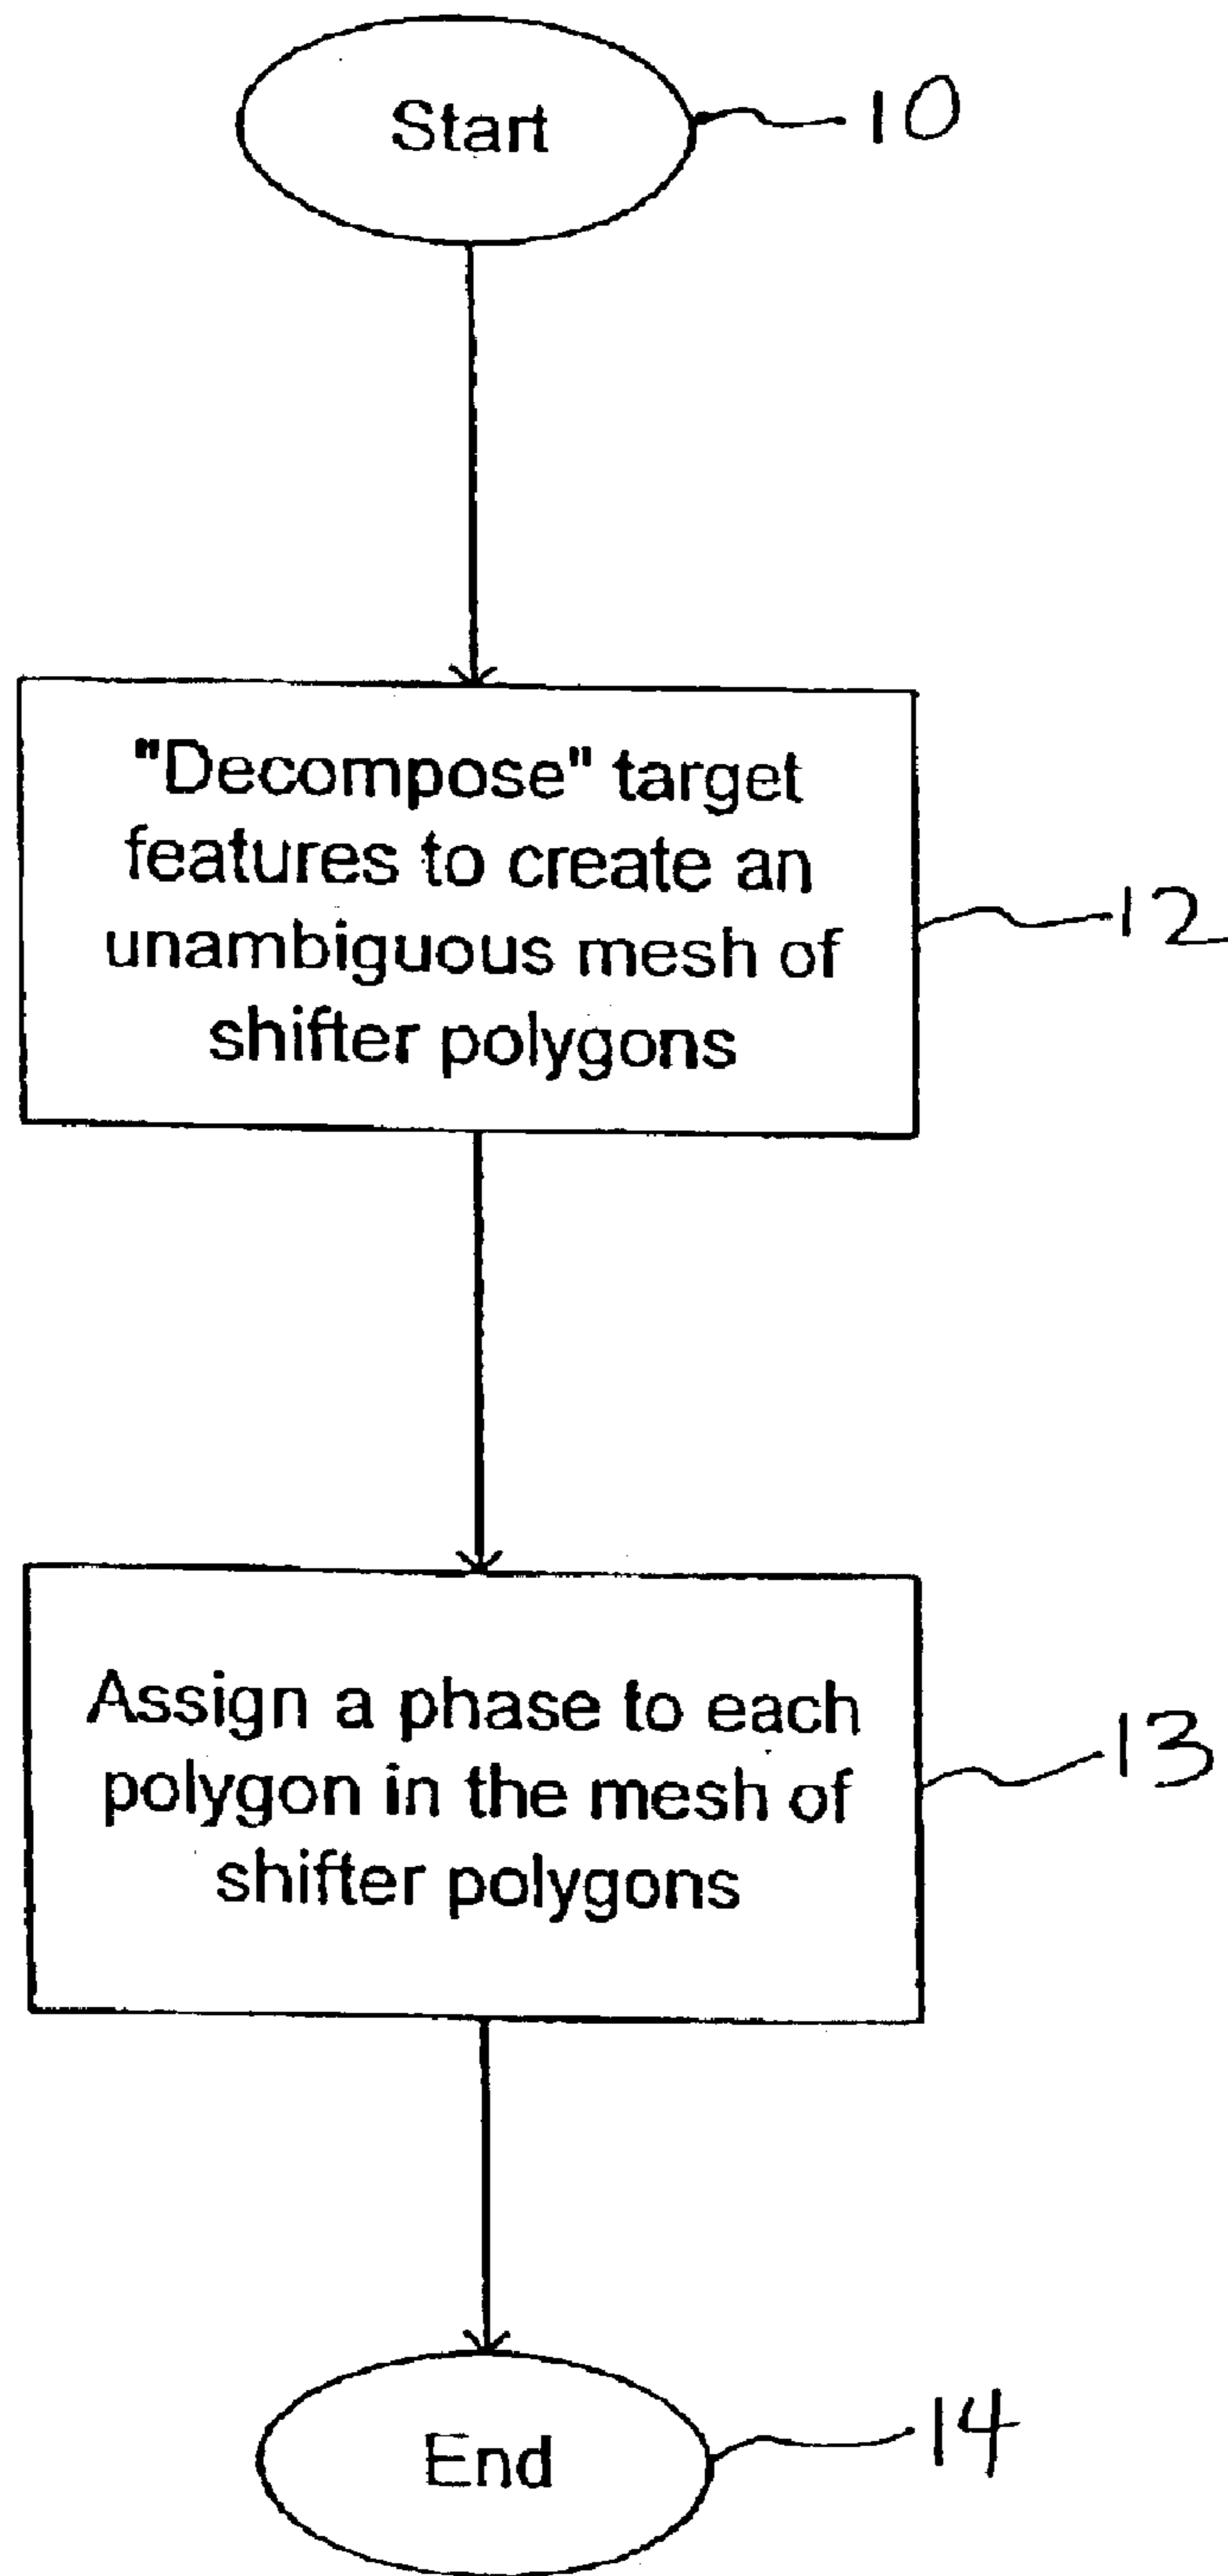 Start
10
"Decompose" target
features to create an
unambiguous mesh of
shifter polygons
12
Assign a phase to each
polygon in the mesh of
shifter polygons
13
End
14